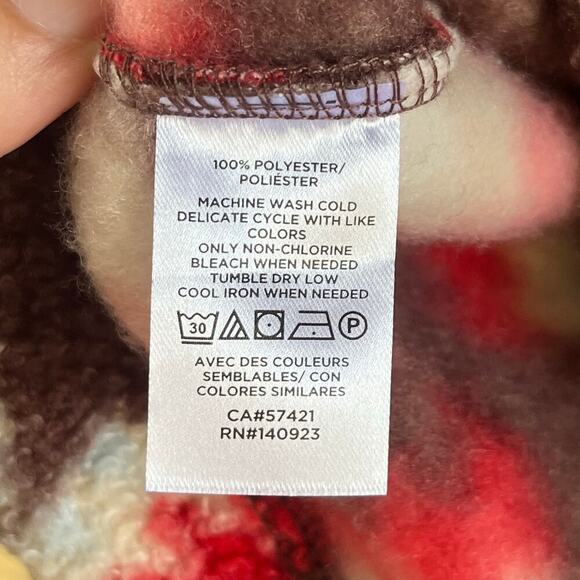 100% POLYESTER/
POLIÉSTER
MACHINE WASH COLD
DELICATE CYCLE WITH LIKE
COLORS
ONLY NON-CHLORINE
BLEACH WHEN NEEDED
TUMBLE DRY LOW
COOL IRON WHEN NEEDED
30 P
AVEC DES COULEURS
SEMBLABLES/ CON
COLORES SIMILARES
CA#57421
RN#140923